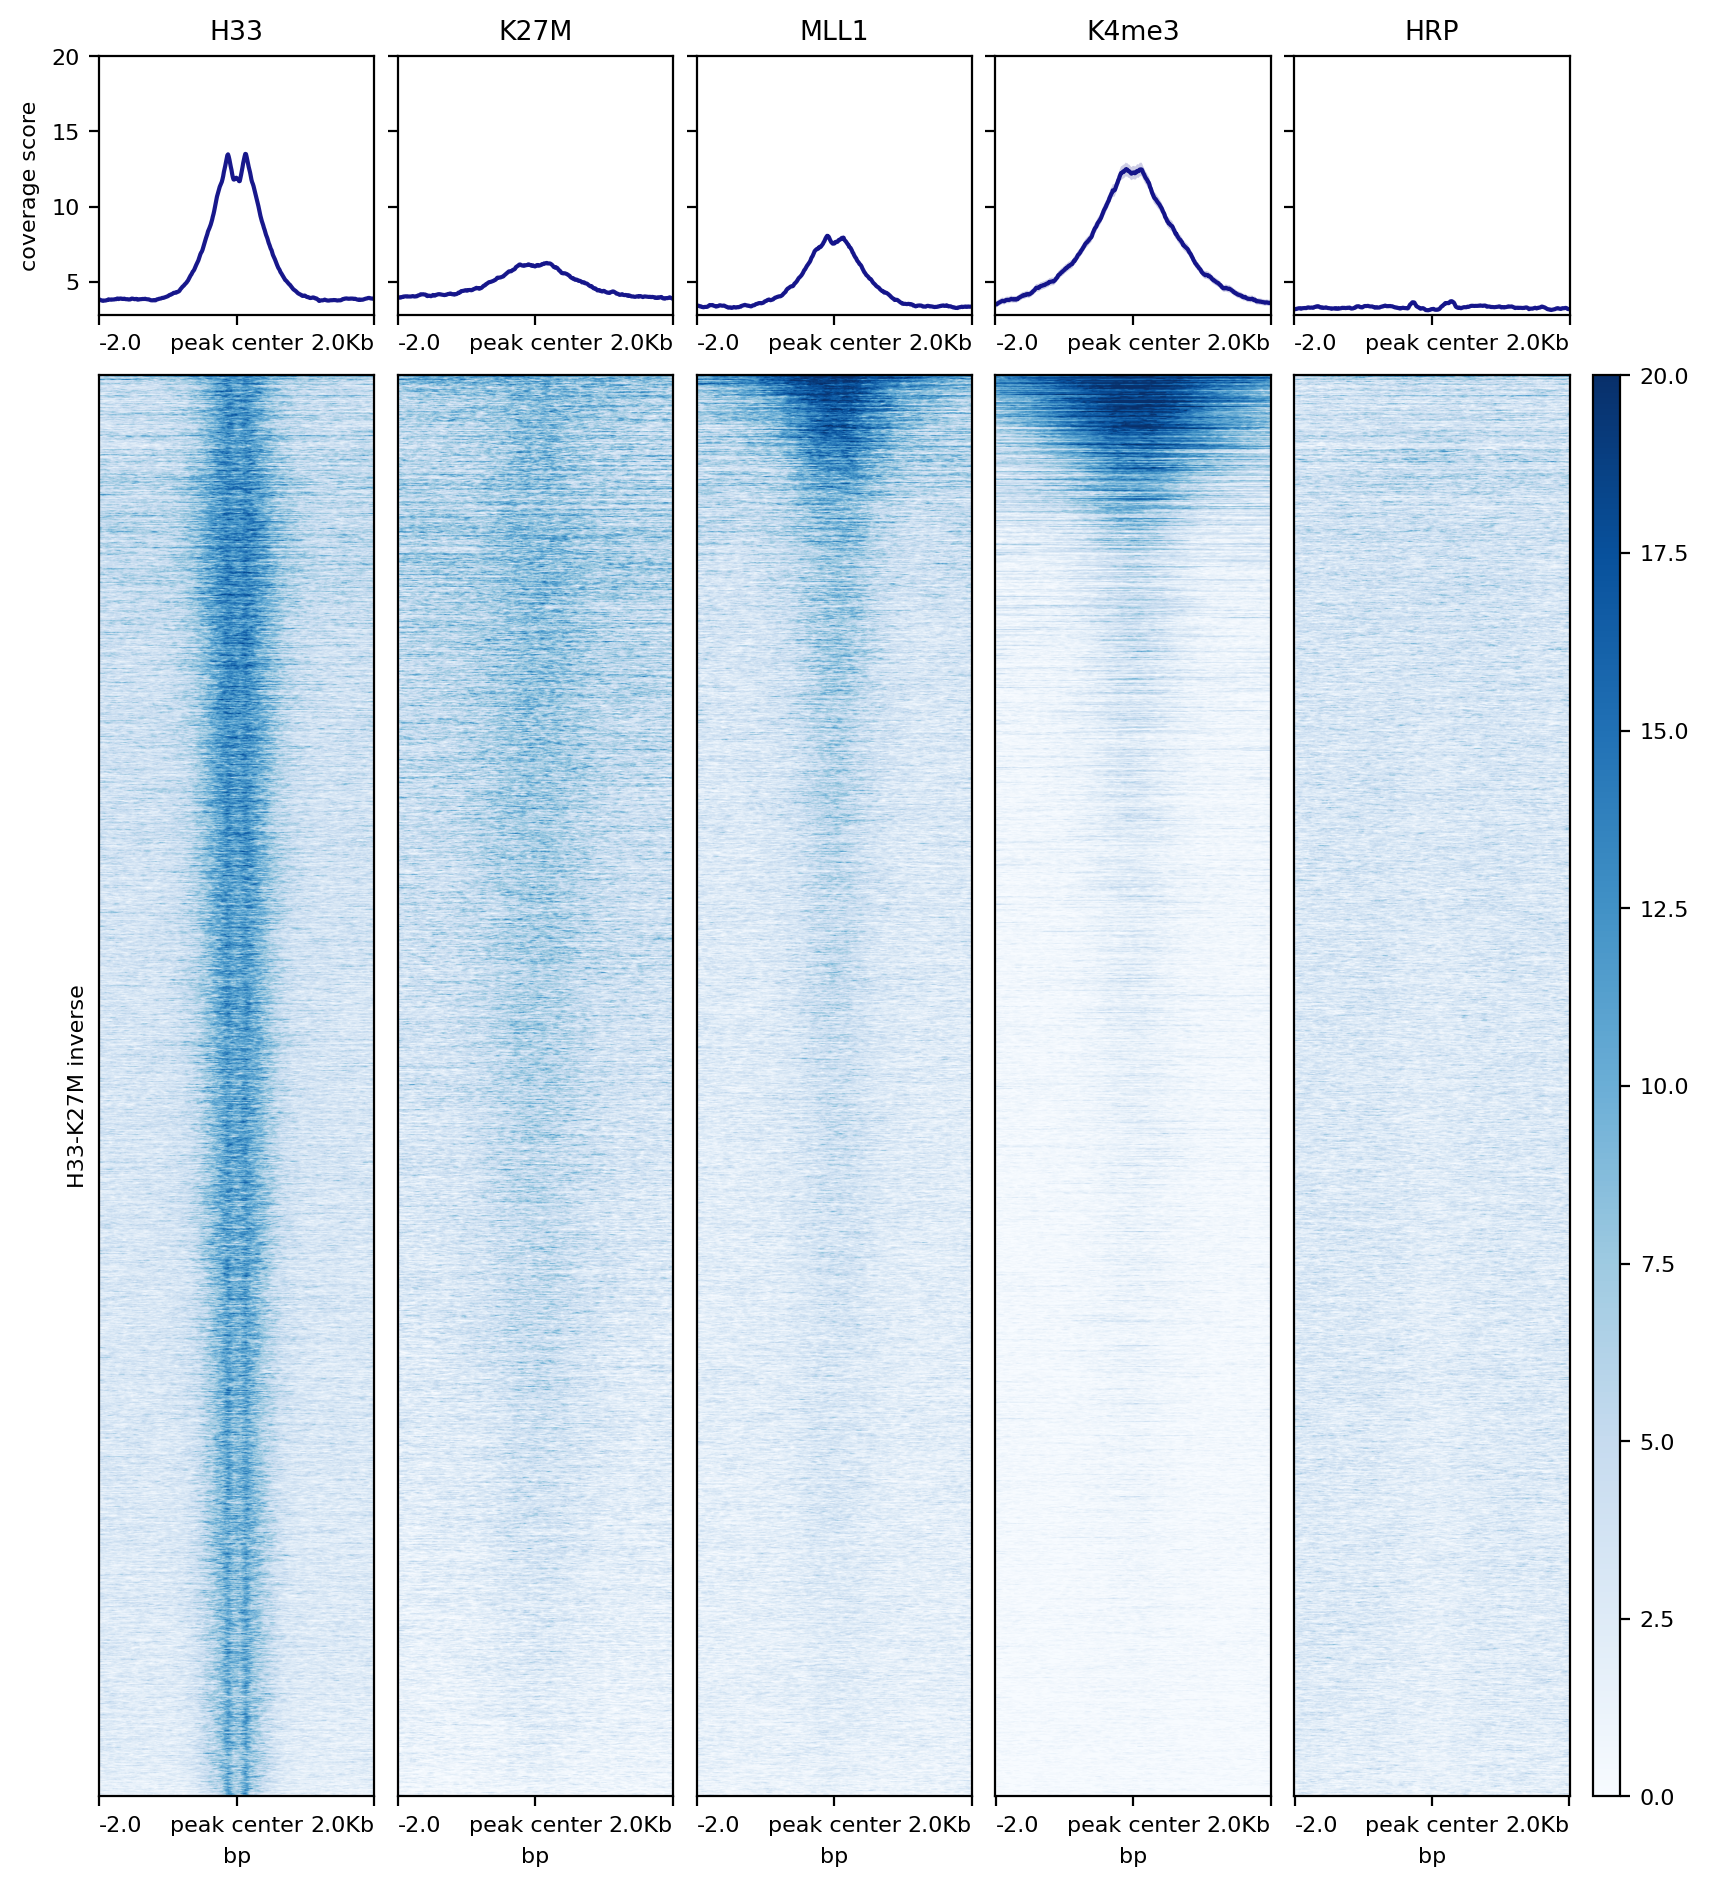 H33 K27M MLL1 K4me3 HRP
20
15
10
5
coverage score
-2.0 peak center 2.0Kb -2.0 peak center 2.0Kb -2.0 peak center 2.0Kb -2.0 peak center 2.0Kb -2.0 peak center 2.0Kb
H33-K27M inverse
20.0
17.5
15.0
12.5
10.0
7.5
5.0
2.5
0.0
-2.0 peak center 2.0Kb -2.0 peak center 2.0Kb -2.0 peak center 2.0Kb -2.0 peak center 2.0Kb -2.0 peak center 2.0Kb
bp bp bp bp bp